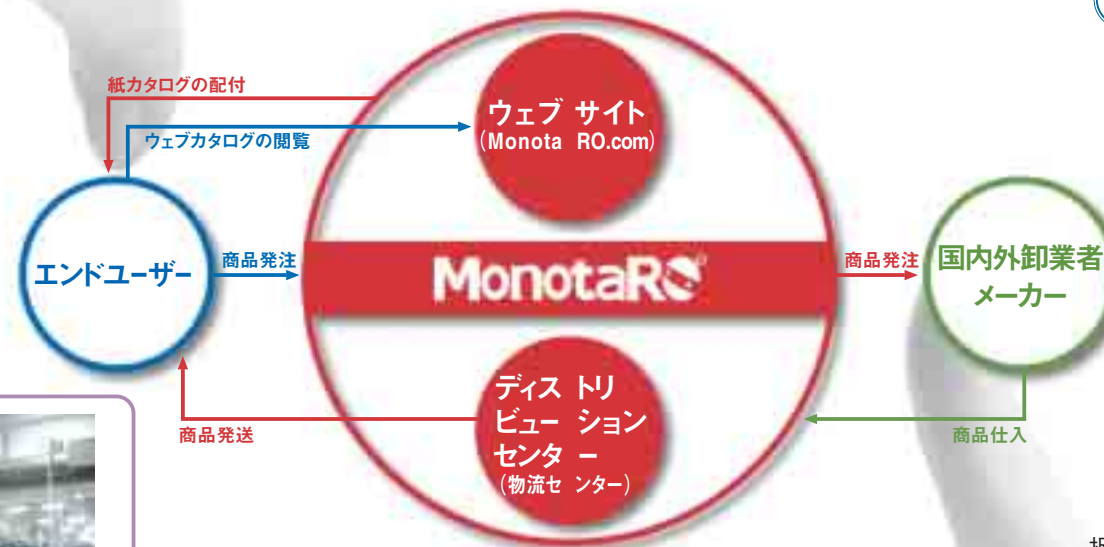 紙カタログの配付
ウェブカタログの閲覧
ウェブ サイト
(Monota RO.com)
エンドユーザー
商品発注
MonotaRO
商品発注
国内外卸業者
メーカー
商品発送
ディス トリ
ビュー ション
センタ ー
(物流セ ンター)
商品仕入